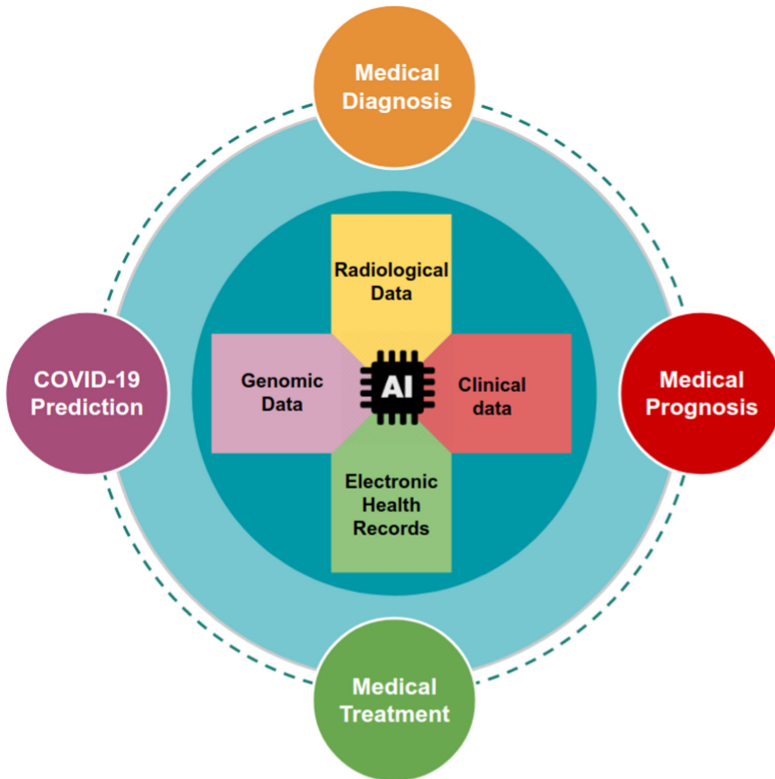 Medical
Diagnosis
Radiological
Data
COVID-19
Prediction
Genomic
Data
AI
Clinical
data
Medical
Prognosis
Electronic
Health
Records
Medical
Treatment